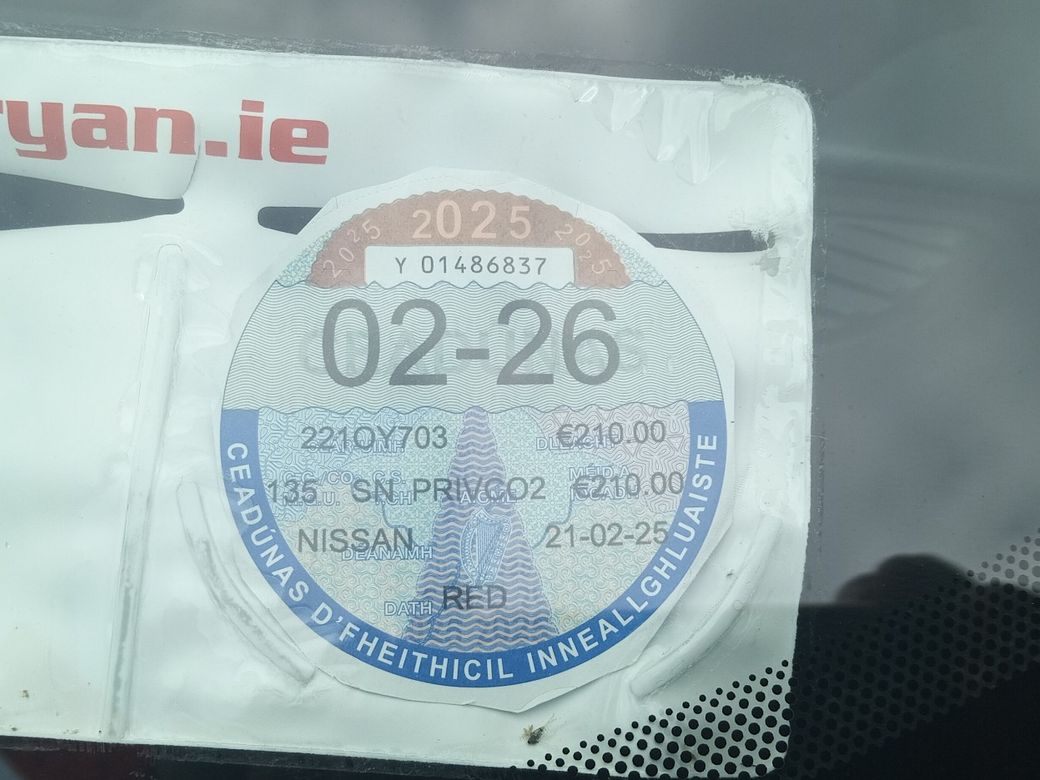 ryan.ie
2025 2025 2025
Y 01486837
02-26
221OY703 €210.00
135 SN PRIVCO2 €210.00
NISSAN 21-02-25
DEANAMH
DATH RED
CEADÚNAS D'FHEITHICIL INNEALLGHLUAISTE